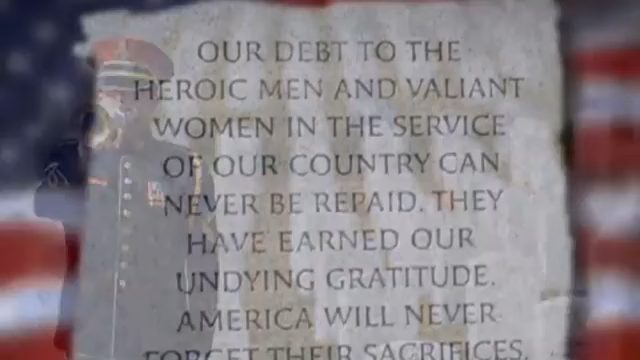 OUR DEBT TO THE
HEROIC MEN AND VALIANT
WOMEN IN THE SERVICE
OF OUR COUNTRY CAN
NEVER BE REPAID. THEY
HAVE EARNED OUR
UNDYING GRATITUDE.
AMERICA WILL NEVER
FORGET THEIR SACRIFICES.